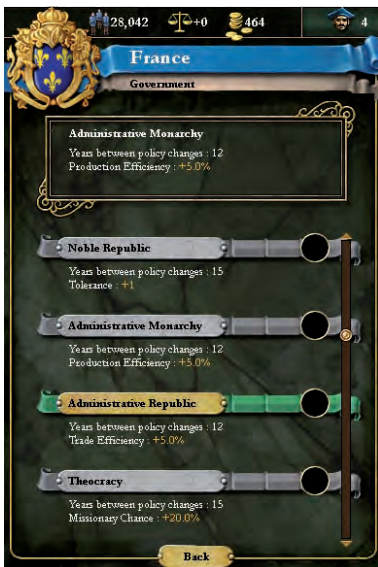 28,042 +0 464 4
France
Government
Administrative Monarchy
Years between policy changes : 12
Production Efficiency : +5.0%
Noble Republic
Years between policy changes : 15
Tolerance : +1
Administrative Monarchy
Years between policy changes : 12
Production Efficiency : +5.0%
Administrative Republic
Years between policy changes : 12
Trade Efficiency : +5.0%
Theocracy
Years between policy changes : 15
Missionary Chance : +20.0%
Back